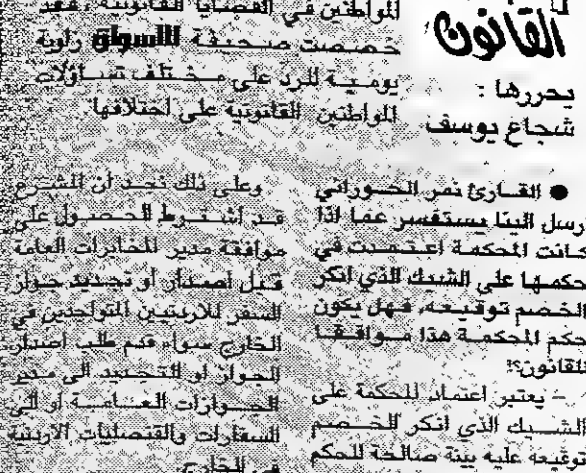 المواطنين في القضايا القانونية ، فقد
خصصت صحيفة الأسواق زاوية
يومية للرد على مختلف تساؤلات
المواطنين القانونية على اختلافها.
القانون
يحررها :
شجاع يوسف
● القارئ نمر الحوراني
ارسل الينا يستفسر عما اذا
كانت المحكمة اعتمدت في
حكمها على الشيك الذي انكر
الخصم توقيعه، فهل يكون
حكم المحكمة هذا موافقا
للقانون؟!
- يعتبر اعتماد المحكمة على
الشيك الذي انكر الخصم
توقيعه عليه بينة صالحة للحكم
وعلى ذلك نجد ان المشرع
قد اشترط الحصول على
موافقة مدير المخابرات العامة
قبل اصدار او تجديد جواز
السفر للاردنيين المتواجدين في
الخارج سواء قدم طلب اصدار
الجواز او التجديد الى مدير
الجوازات العامة او الى
السفارات والقنصليات الاردنية
في الخارج